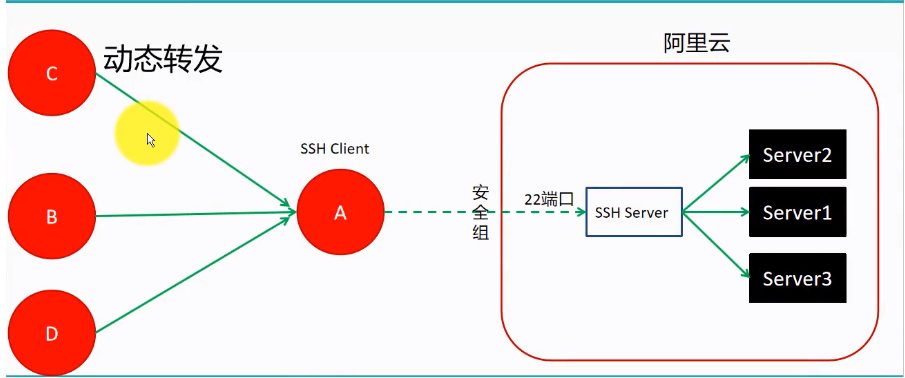 阿里云
动态转发
C
SSH Client
B
A
D
安全组
22端口
SSH Server
Server2
Server1
Server3